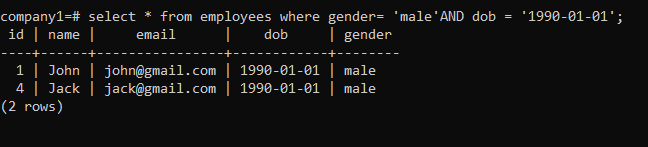 company1=# select * from employees where gender= 'male'AND dob = '1990-01-01';
 id | name |     email      |    dob     | gender
----+------+----------------+------------+--------
  1 | John | john@gmail.com | 1990-01-01 | male
  4 | Jack | jack@gmail.com | 1990-01-01 | male
(2 rows)